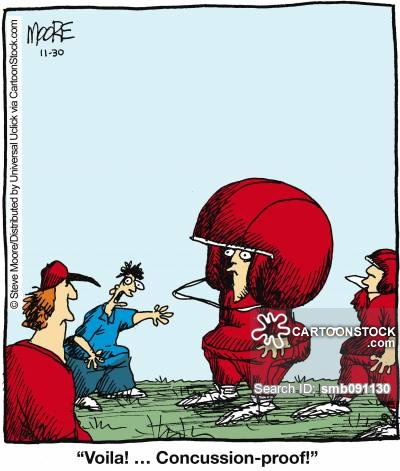 MOORE
11-30
© Steve Moore/Distributed by Universal Uclick via CartoonStock.com
CARTOONSTOCK
.com
Search ID: smb091130
"Voila! ... Concussion-proof!"